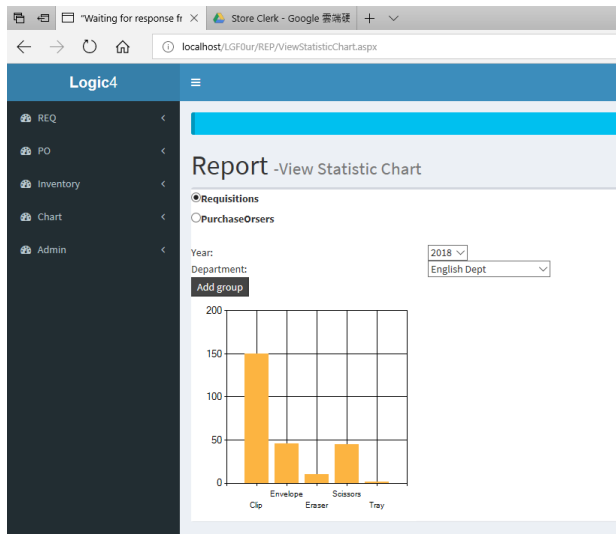 "Waiting for response fr
Store Clerk - Google 雲端硬
localhost/LGF0ur/REP/ViewStatisticChart.aspx
Logic4
REQ
PO
Inventory
Chart
Admin
Report -View Statistic Chart
Requisitions
PurchaseOrsers
Year:
2018
Department:
English Dept
Add group
200
150
100
50
0
Envelope Scissors
Clip Eraser Tray